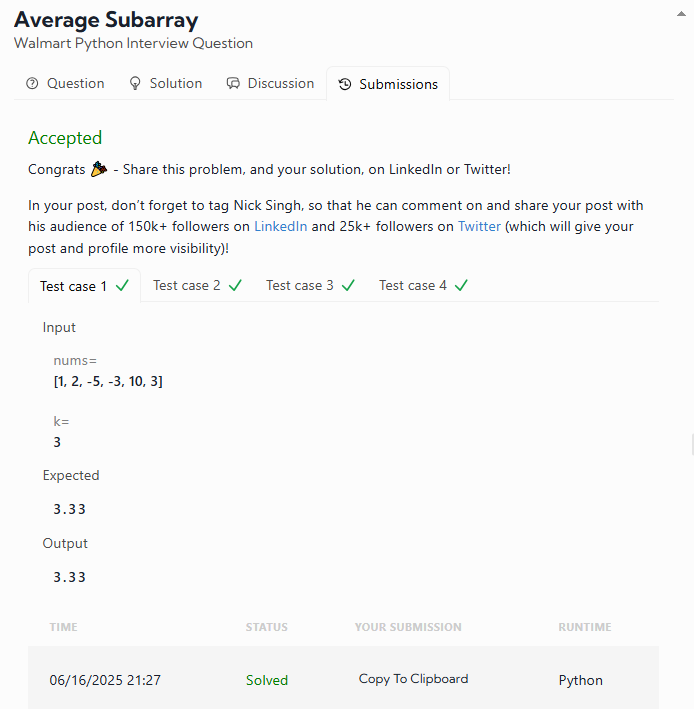 Average Subarray
Walmart Python Interview Question
Question Solution Discussion Submissions
Accepted
Congrats - Share this problem, and your solution, on LinkedIn or Twitter!
In your post, don’t forget to tag Nick Singh, so that he can comment on and share your post with
his audience of 150k+ followers on LinkedIn and 25k+ followers on Twitter (which will give your
post and profile more visibility)!
Test case 1 Test case 2 Test case 3 Test case 4
Input
nums=
[1, 2, -5, -3, 10, 3]
k=
3
Expected
3.33
Output
3.33
TIME STATUS YOUR SUBMISSION RUNTIME
06/16/2025 21:27 Solved Copy To Clipboard Python